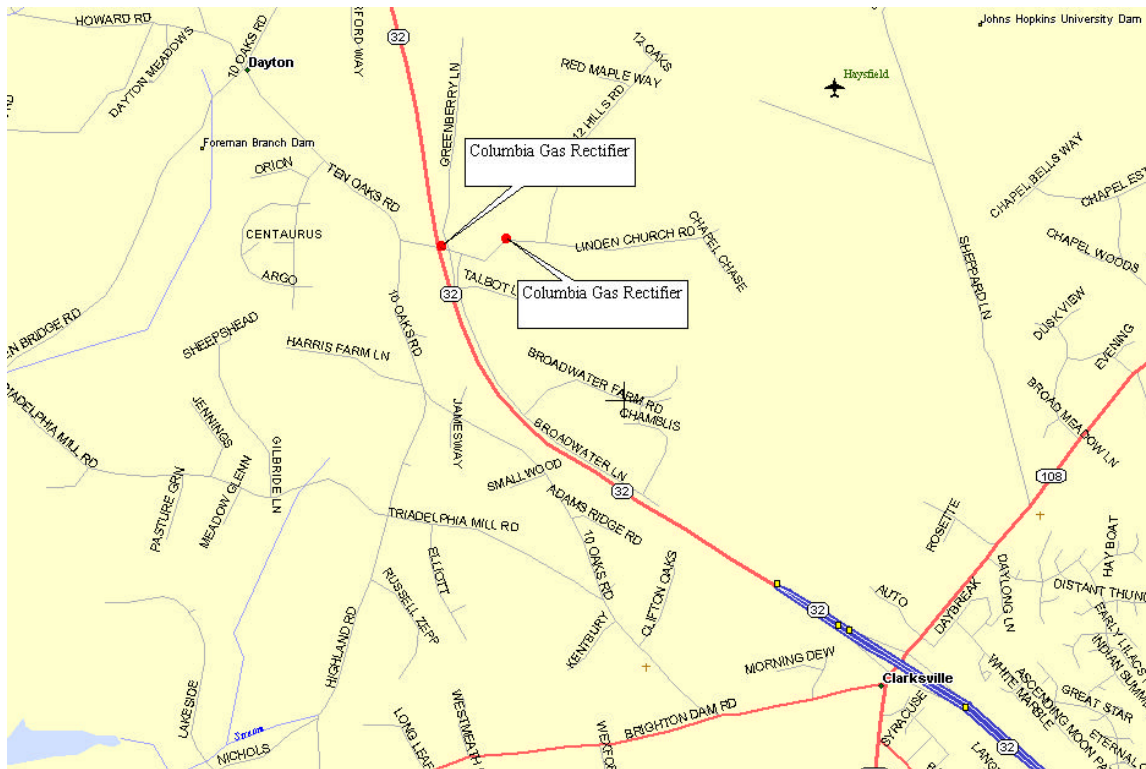 HOWARD RD
10 OAKS RD
DAYTON MEADOWS
Dayton
32
12 OAKS
RED MAPLE WAY
12 HILLS RD
GREENBERRY LN
Johns Hopkins University Dam
Haysfield
Foreman Branch Dam
ORION
TEN OAKS RD
Columbia Gas Rectifier
CENTAURUS
ARGO
LINDEN CHURCH RD
CHAPEL CHASE
CHAPEL BELLS WAY
CHAPEL EST
CHAPEL WOODS
SHEPPARD LN
TALBOT L
Columbia Gas Rectifier
32
10 OAKS RD
EN BRIDGE RD
SHEEPSHEAD
HARRIS FARM LN
DUSK VIEW
EVENING
BROAD MEADOW LN
BROADWATER FARM RD
CHAMBLIS
JAMESWAY
RIADELPHIA MILL RD
JENNINGS
GILBRIDE LN
MEADOW GLENN
PASTURE GRN
BROADWATER LN
SMALLWOOD
32
108
ADAMS RIDGE RD
TRIADELPHIA MILL RD
10 OAKS RD
ELLIOTT
RUSSELL ZEPP
CLIFTON OAKS
KENTBURY
ROSETTE
HAYBOAT
DAYLONG LN
DISTANT THUN
AUTO
DAYBREAK
32
EARLY LILACS
INDIAN SUMM
HIGHLAND RD
MORNING DEW
Clarksville
WHITE MARBLE
ASCENDING MOON PA
GREAT STAR
ETERNAL
LAKESIDE
Stream
NICHOLS
LONG LEAF
WESTMEATH
WEXFOR
BRIGHTON DAM RD
SYRACUSE
32